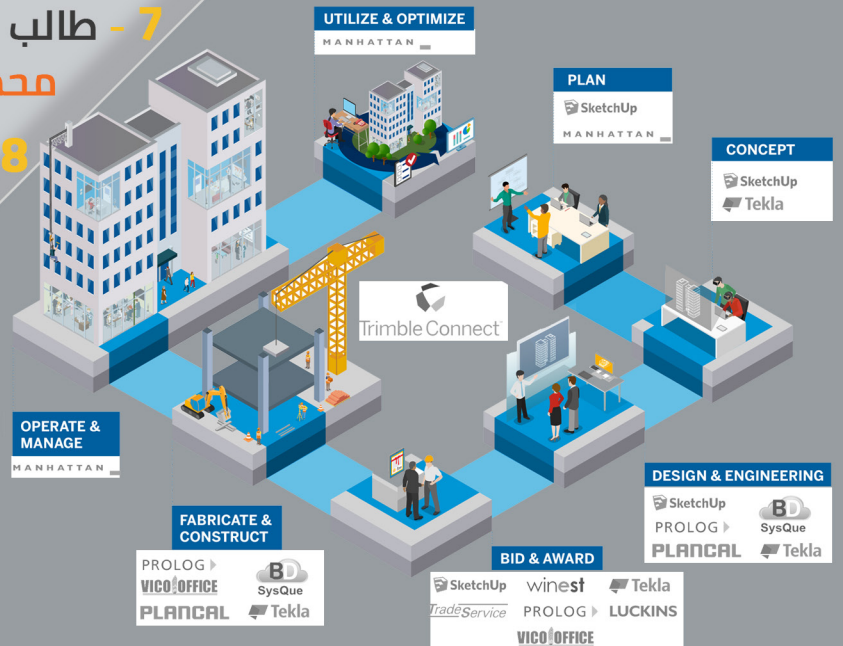 7 - طالب
8
UTILIZE & OPTIMIZE
MANHATTAN
PLAN
SketchUp
MANHATTAN
CONCEPT
SketchUp
Tekla
Trimble Connect
OPERATE &
MANAGE
MANHATTAN
DESIGN & ENGINEERING
SketchUp
BD
PROLOG
SysQue
PLANCAL
Tekla
FABRICATE &
CONSTRUCT
PROLOG
BD
VICO OFFICE
SysQue
PLANCAL
Tekla
BID & AWARD
SketchUp winest Tekla
TradeService PROLOG LUCKINS
VICO OFFICE